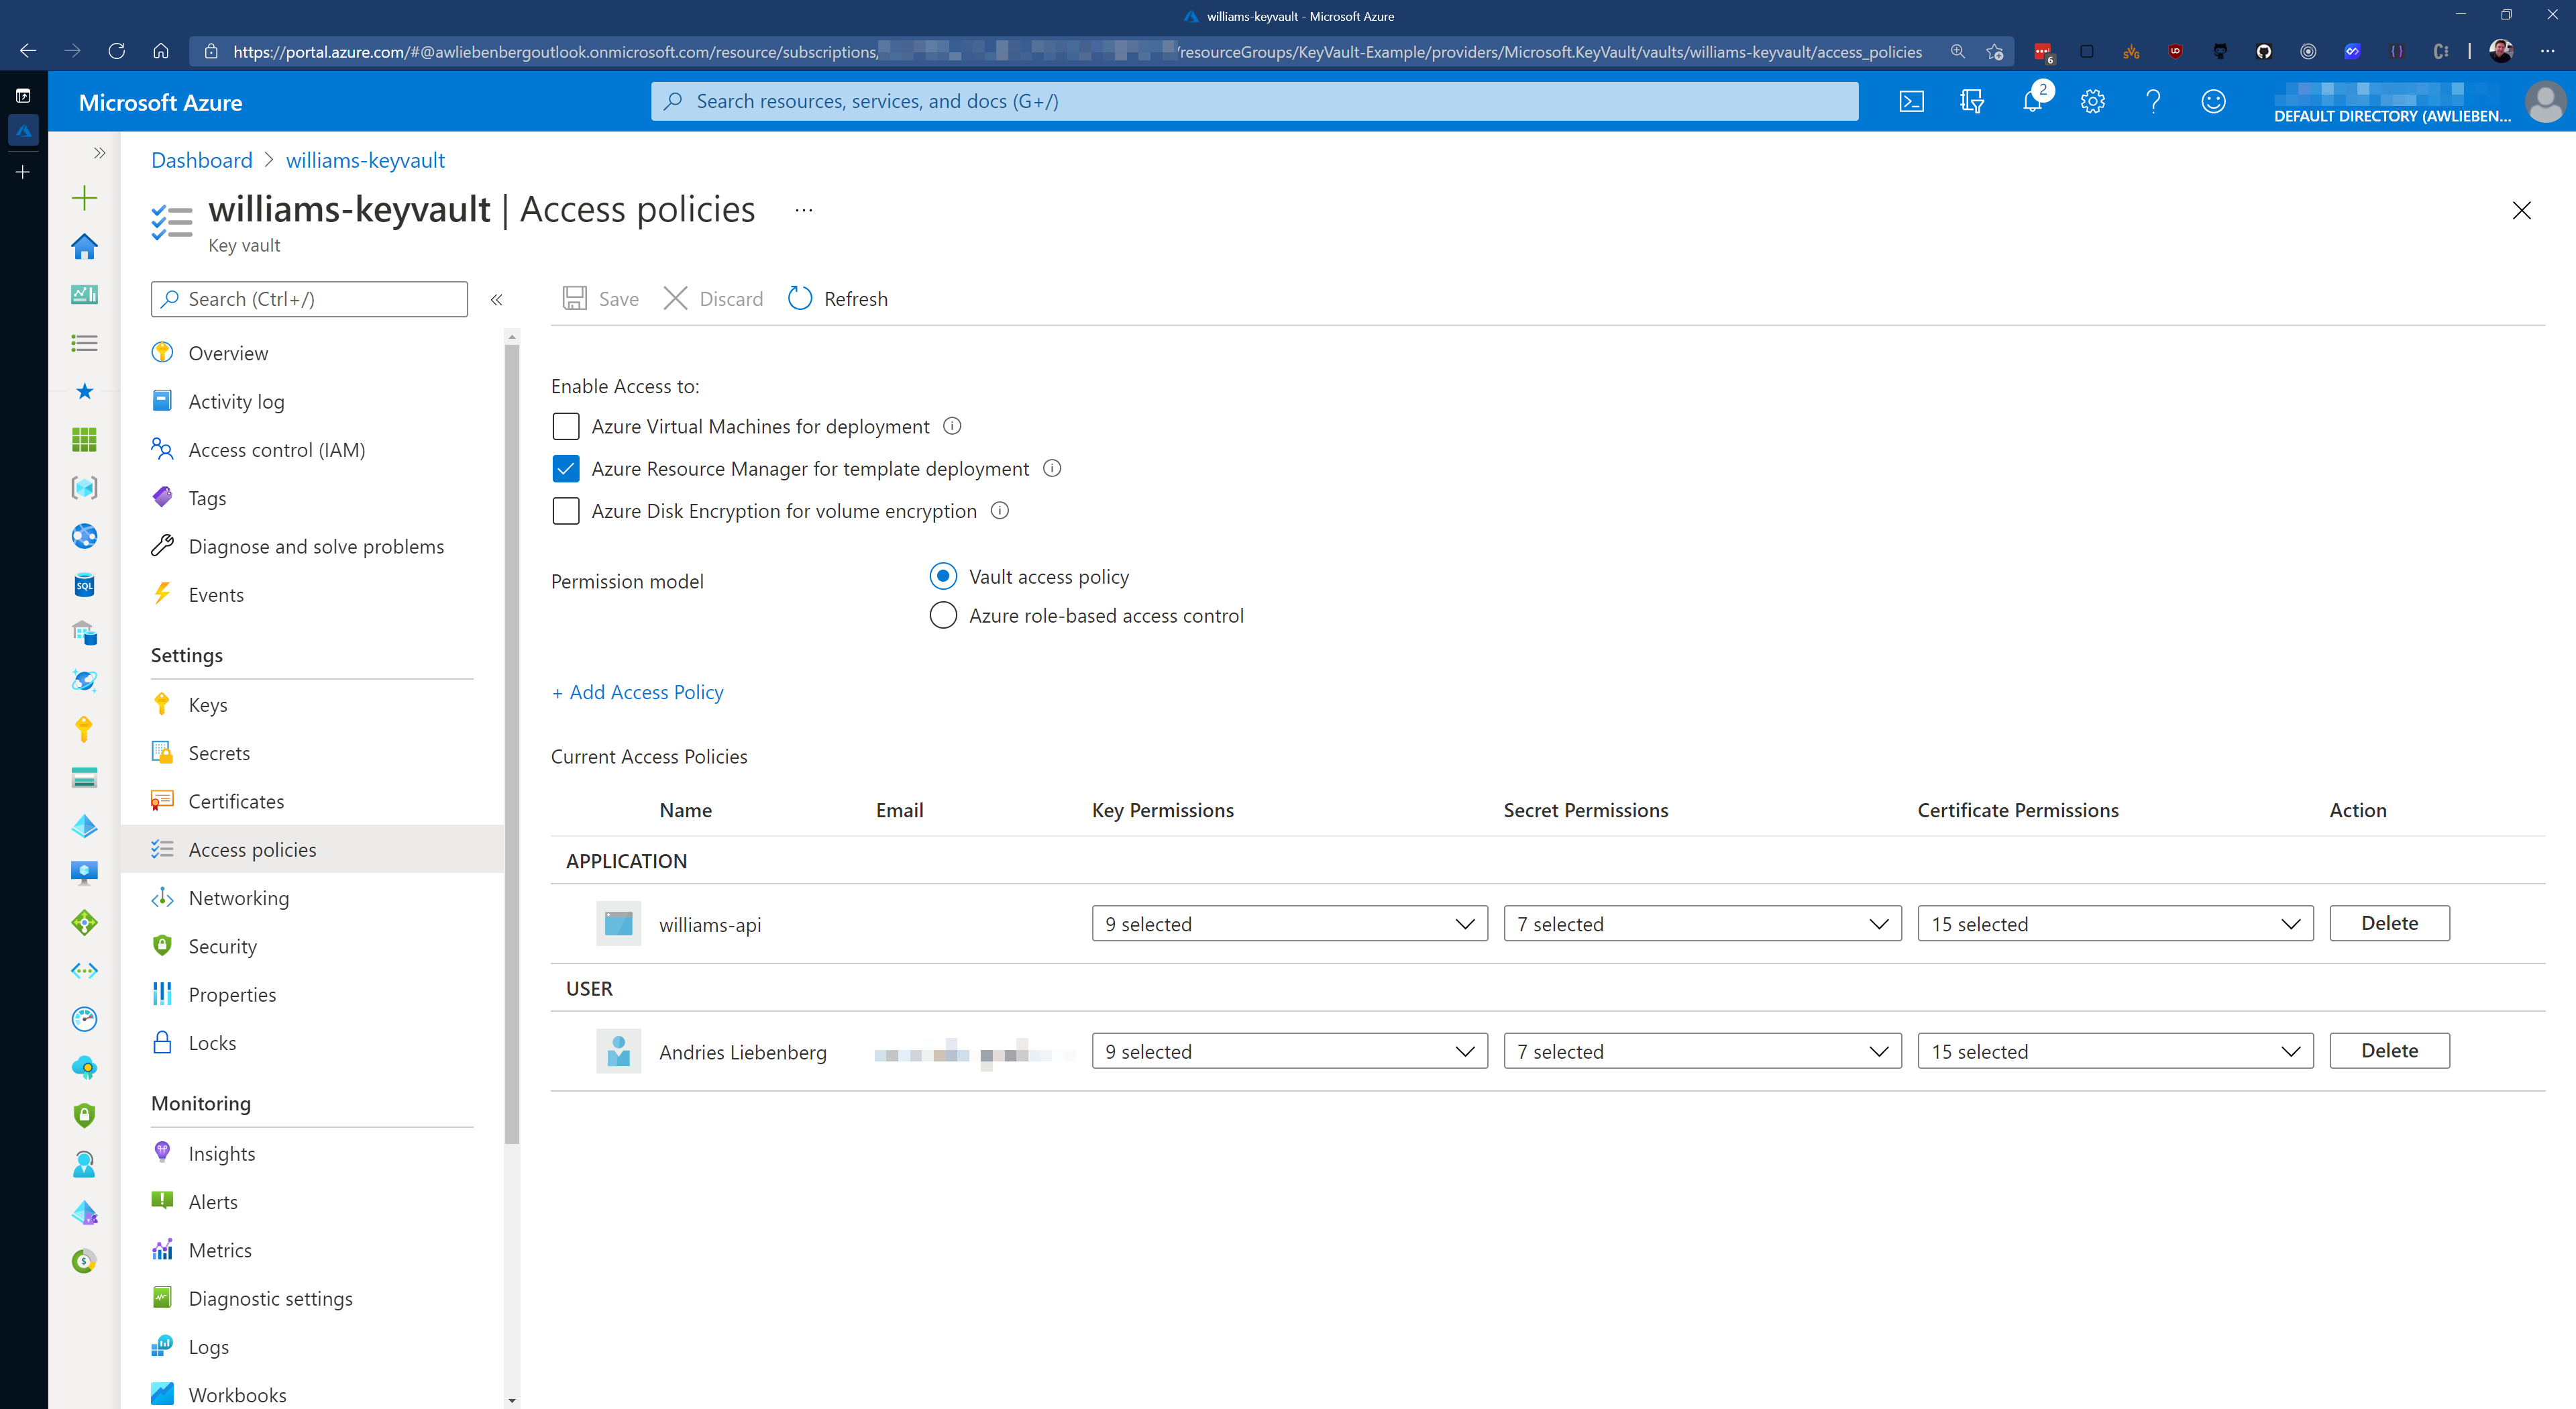 williams-keyvault - Microsoft Azure
https://portal.azure.com/#@awliebenbergoutlook.onmicrosoft.com/resource/subscriptions/
/resourceGroups/KeyVault-Example/providers/Microsoft.KeyVault/vaults/williams-keyvault/access_policies
6
Microsoft Azure
Search resources, services, and docs (G+/)
2
DEFAULT DIRECTORY (AWLIEBEN...
Dashboard > williams-keyvault
williams-keyvault | Access policies ...
Key vault
Search (Ctrl+/)
Save
Discard
Refresh
Overview
Activity log
Access control (IAM)
Tags
Diagnose and solve problems
Events
Settings
Keys
Secrets
Certificates
Access policies
Networking
Security
Properties
Locks
Monitoring
Insights
Alerts
Metrics
Diagnostic settings
Logs
Workbooks
SQL
Enable Access to:
Azure Virtual Machines for deployment
Azure Resource Manager for template deployment
Azure Disk Encryption for volume encryption
Permission model
Vault access policy
Azure role-based access control
+ Add Access Policy
Current Access Policies
Name Email Key Permissions Secret Permissions Certificate Permissions Action
APPLICATION
williams-api 9 selected 7 selected 15 selected Delete
USER
Andries Liebenberg 9 selected 7 selected 15 selected Delete